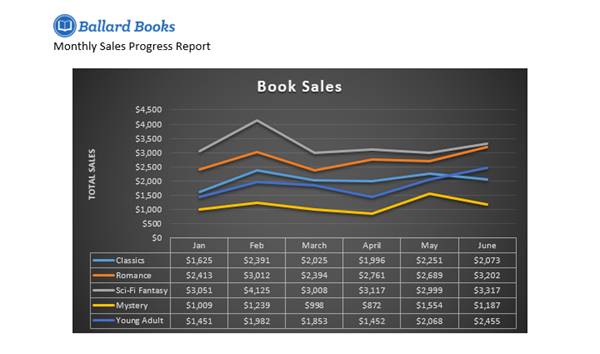 Ballard Books
Monthly Sales Progress Report
Book Sales
TOTAL SALES
$4,500
$4,000
$3,500
$3,000
$2,500
$2,000
$1,500
$1,000
$500
$0
Jan Feb March April May June
Classics $1,625 $2,391 $2,025 $1,996 $2,251 $2,073
Romance $2,413 $3,012 $2,394 $2,761 $2,689 $3,202
Sci-Fi Fantasy $3,051 $4,125 $3,008 $3,117 $2,999 $3,317
Mystery $1,009 $1,239 $998 $872 $1,554 $1,187
Young Adult $1,451 $1,982 $1,853 $1,452 $2,068 $2,455